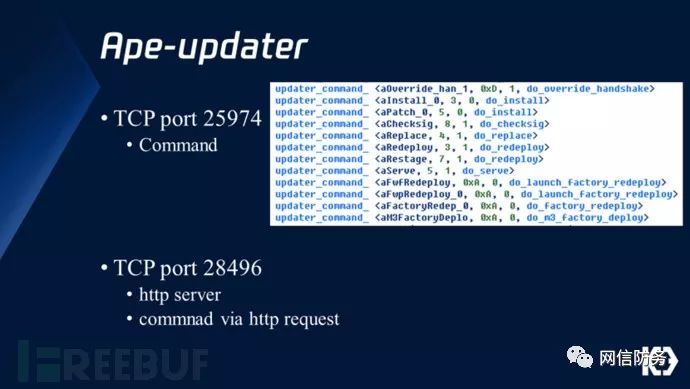 Ape-updater
• TCP port 25974
• Command
updater_command_ <aOverride_han_1, 0xD, 1, do_override_handshake>
updater_command_ <aInstall_0, 3, 0, do_install>
updater_command_ <aPatch_0, 5, 0, do_install>
updater_command_ <aChecksig, 8, 1, do_checksig>
updater_command_ <aReplace, 4, 1, do_replace>
updater_command_ <aRedeploy, 3, 1, do_redeploy>
updater_command_ <aRestage, 7, 1, do_redeploy>
updater_command_ <aServe, 5, 1, do_serve>
updater_command_ <aFwfRedeploy, 0xA, 0, do_launch_factory_redeploy>
updater_command_ <aFwpRedeploy_0, 0xA, 0, do_launch_factory_redeploy>
updater_command_ <aFactoryRedep_0, 0xA, 0, do_factory_redeploy>
updater_command_ <aM3FactoryDeplo, 0xA, 0, do_m3_factory_deploy>
• TCP port 28496
• http server
• commnad via http request
FREEBUF
网信防务